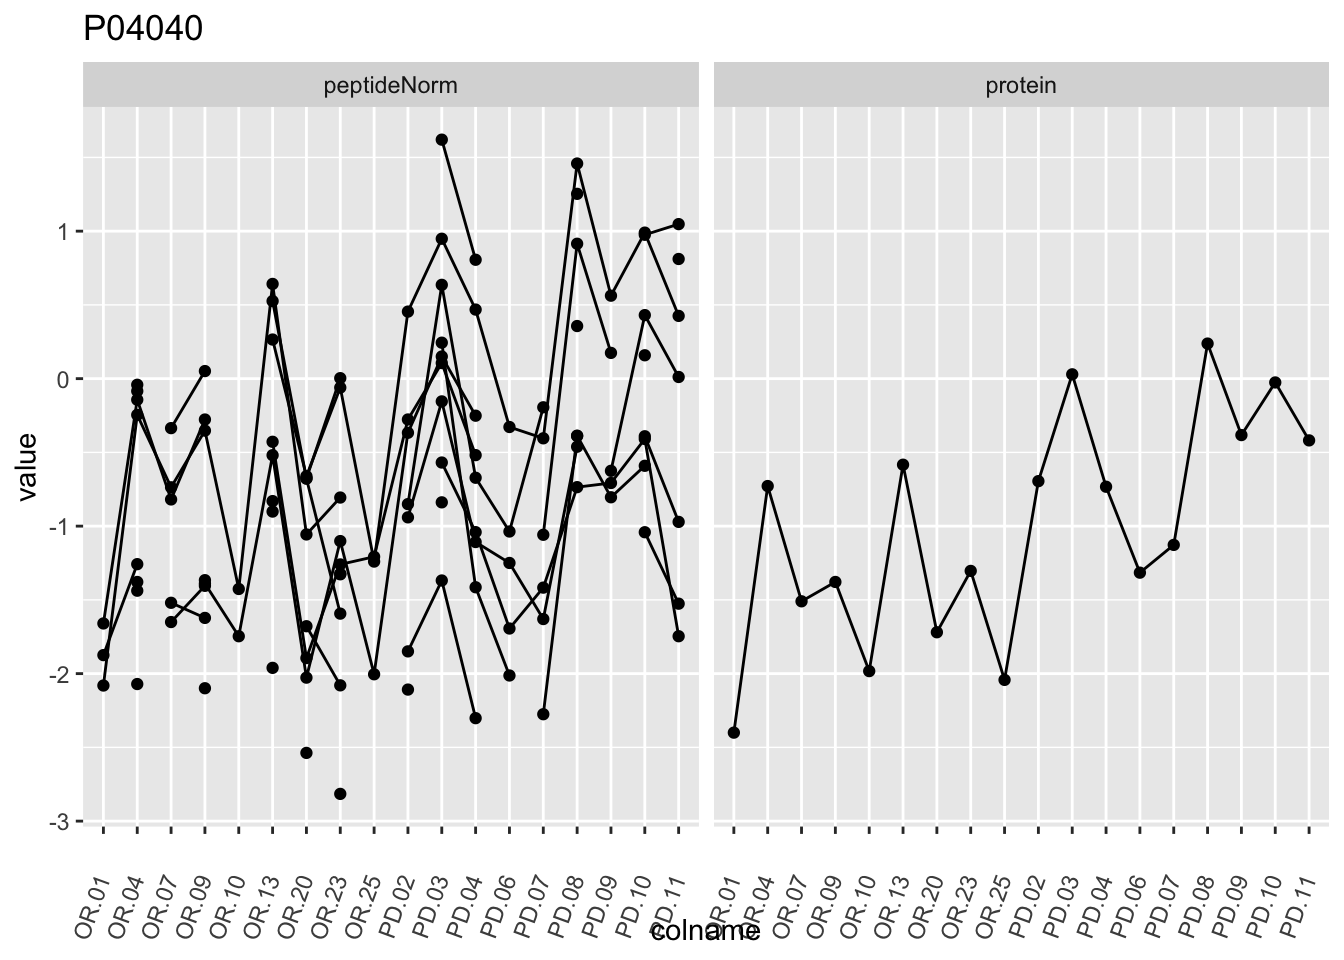 P04040
peptideNorm protein
value
1
0
-1
-2
-3
OR.01 OR.04 OR.07 OR.09 OR.10 OR.13 OR.20 OR.23 OR.25 PD.02 PD.03 PD.04 PD.06 PD.07 PD.08 PD.09 PD.10 PD.11 OR.01 OR.04 OR.07 OR.09 OR.10 OR.13 OR.20 OR.23 OR.25 PD.02 PD.03 PD.04 PD.06 PD.07 PD.08 PD.09 PD.10 PD.11
colname